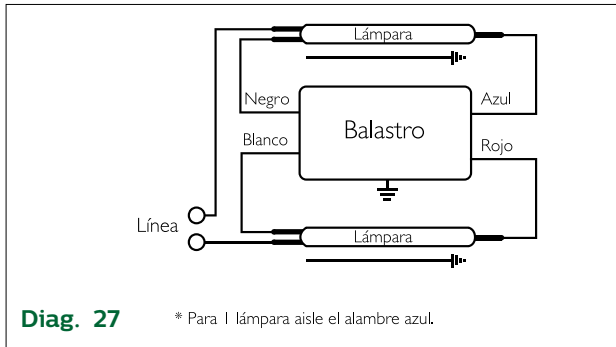 Lámpara
Negro
Azul
Balastro
Blanco
Rojo
Línea
Lámpara
Diag. 27
* Para 1 lámpara aisle el alambre azul.